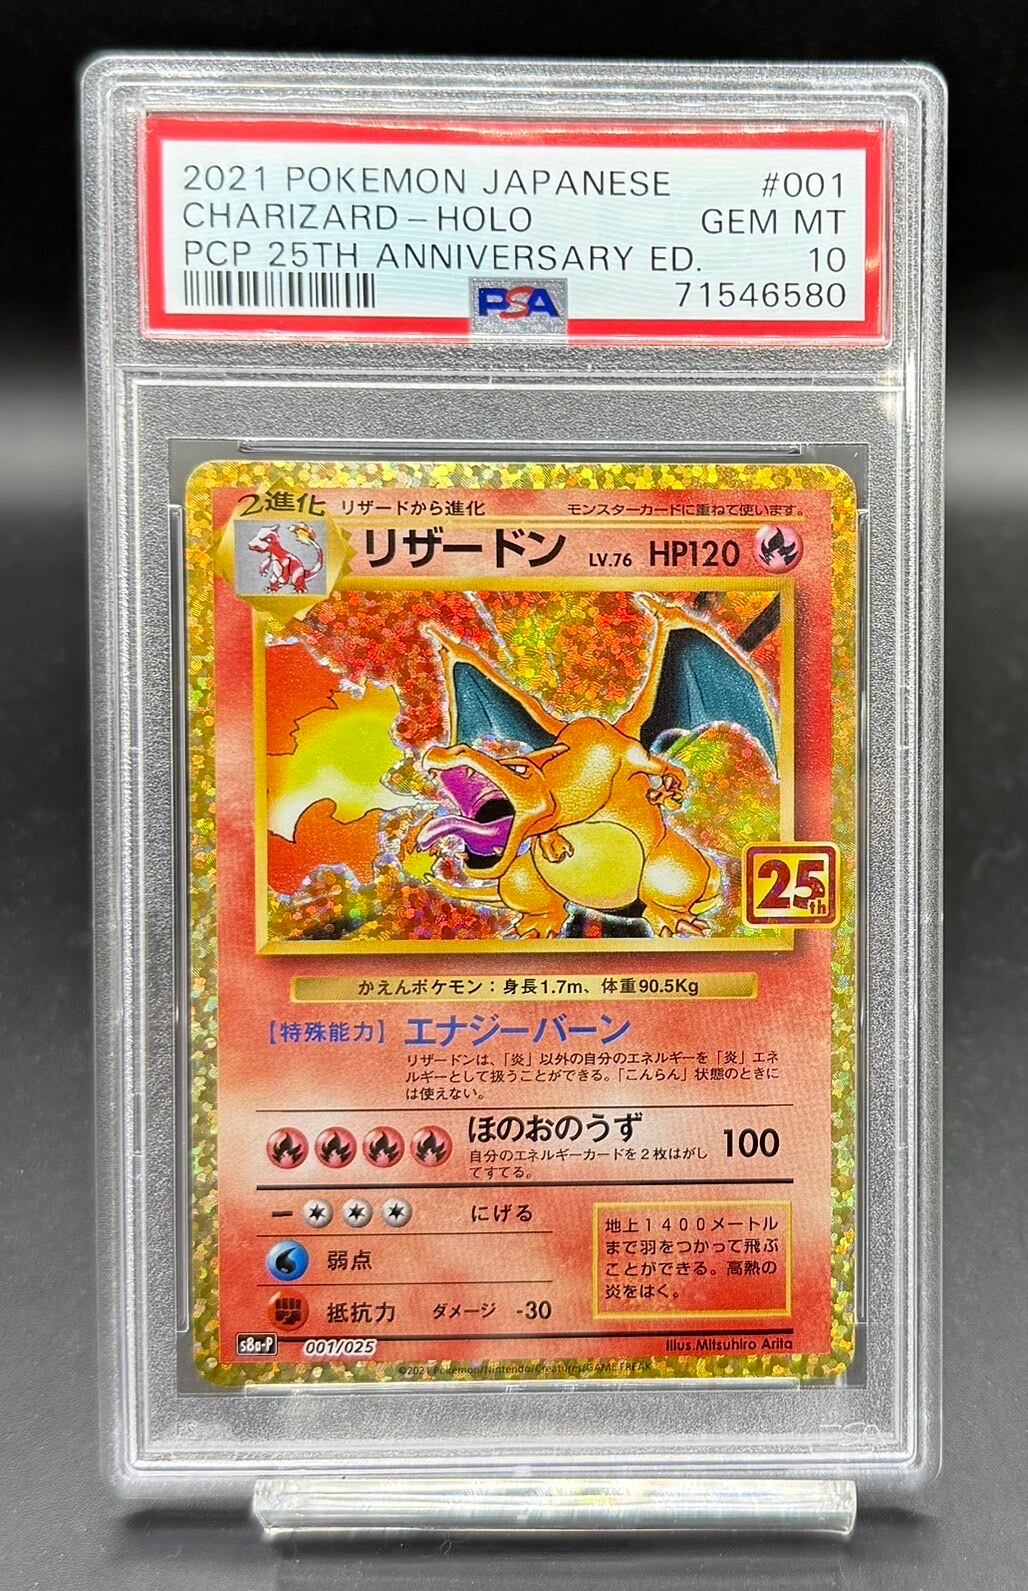 2021 POKEMON JAPANESE #001
CHARIZARD - HOLO GEM MT
PCP 25TH ANNIVERSARY ED. 10
PSA 71546580
2進化 リザードから進化 モンスターカードに重ねて使います。
リザードン LV.76 HP120
25th
かえんポケモン：身長1.7m、体重90.5Kg
【特殊能力】 エナジーバーン
リザードンは、「炎」以外の自分のエネルギーを「炎」エネ
ルギーとして扱うことができる。「こんらん」状態のときに
は使えない。
ほのおのうず 100
自分のエネルギーカードを2枚はがし
てすてる。
ー にげる
弱点
抵抗力 ダメージ -30
地上1400メートル
まで羽をつかって飛ぶ
ことができる。高熱の
炎をはく。
s8a-P 001/025 Illus.Mitsuhiro Arita
©2021 Pokémon/Nintendo/Creatures/GAME FREAK